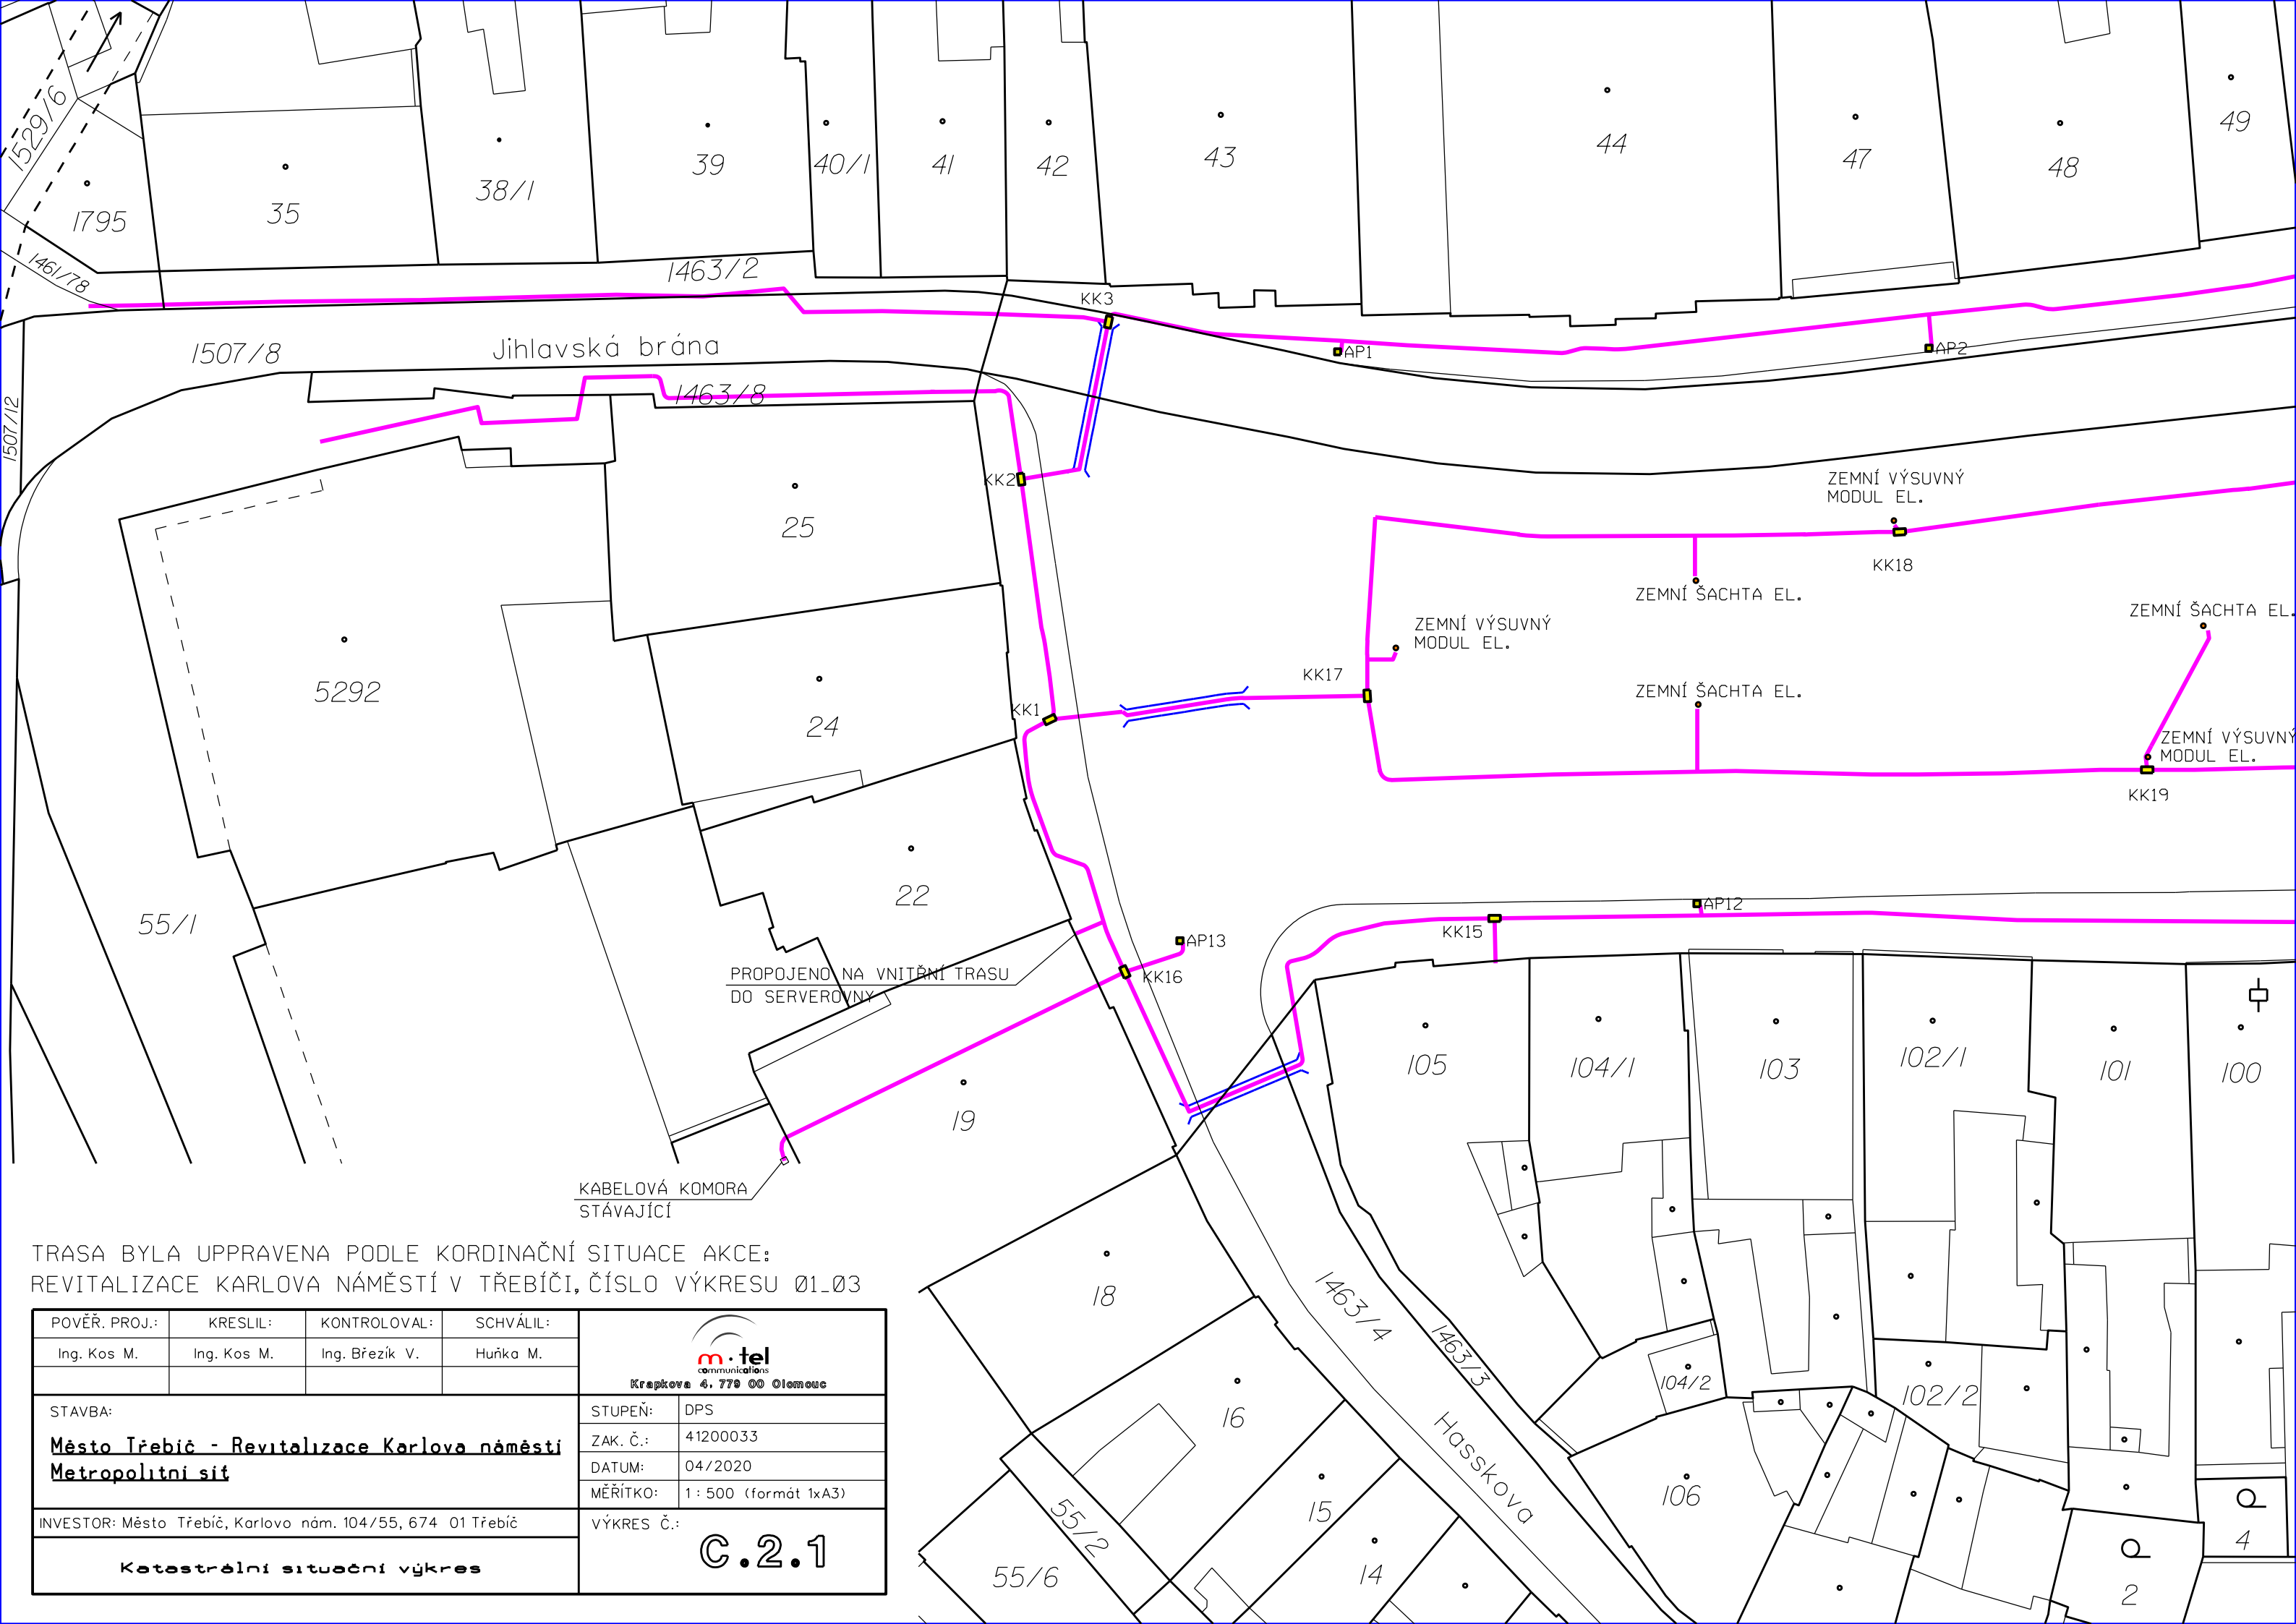 1529/6
1795
1461/78
35
38/1
39
40/1
41
42
43
44
47
48
49
1463/2
KK3
1507/8
Jihlavská brána
AP1
AP2
1463/8
1507/12
KK2
25
ZEMNÍ VÝSUVNÝ
MODUL EL.
KK18
ZEMNÍ ŠACHTA EL.
ZEMNÍ ŠACHTA EL.
ZEMNÍ VÝSUVNÝ
MODUL EL.
5292
KK17
ZEMNÍ ŠACHTA EL.
KK1
24
ZEMNÍ VÝSUVNÝ
MODUL EL.
KK19
22
55/1
AP12
KK15
AP13
PROPOJENO NA VNITŘNÍ TRASU
DO SERVEROVNY
KK16
105
104/1
103
102/1
101
100
19
KABELOVÁ KOMORA
STÁVAJÍCÍ
TRASA BYLA UPPRAVENA PODLE KORDINAČNÍ SITUACE AKCE:
REVITALIZACE KARLOVA NÁMĚSTÍ V TŘEBÍČI, ČÍSLO VÝKRESU 01_03
18
1463/4
1463/3
104/2
102/2
16
Hasskova
106
15
55/2
14
55/6
4
2
POVĚŘ. PROJ.: KRESLIL: KONTROLOVAL: SCHVÁLIL:
Ing. Kos M. Ing. Kos M. Ing. Březík V. Huňka M.
m·tel
communications
Krapkova 4, 779 00 Olomouc
STAVBA:
Město Třebíč - Revitalizace Karlova náměstí
Metropolitní síť
STUPEŇ: DPS
ZAK. Č.: 41200033
DATUM: 04/2020
MĚŘÍTKO: 1 : 500 (formát 1xA3)
INVESTOR: Město Třebíč, Karlovo nám. 104/55, 674 01 Třebíč
VÝKRES Č.:
C.2.1
Katastrální situační výkres